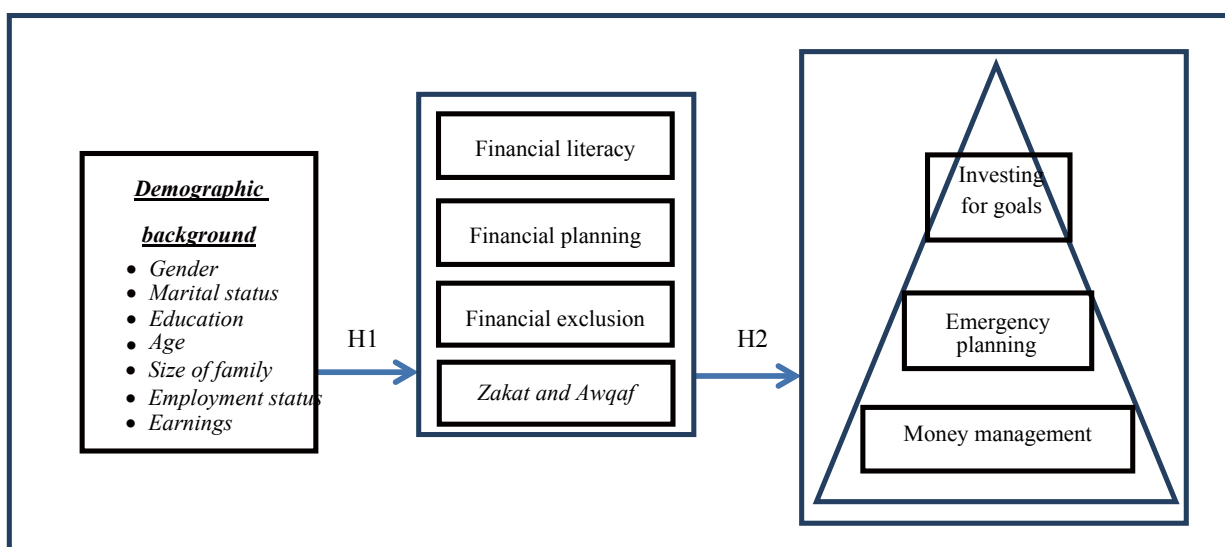 Demographic
background
• Gender
• Marital status
• Education
• Age
• Size of family
• Employment status
• Earnings
H1
Financial literacy
Financial planning
Financial exclusion
Zakat and Awqaf
H2
Investing
for goals
Emergency
planning
Money management